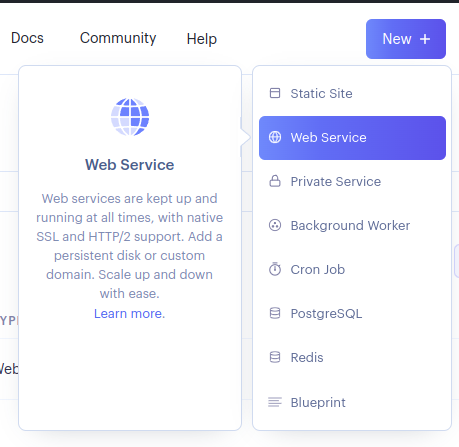 Docs
Community
Help
New +
Web Service
Web services are kept up and
running at all times, with native
SSL and HTTP/2 support. Add a
persistent disk or custom
domain. Scale up and down
with ease.
Learn more.
Static Site
Web Service
Private Service
Background Worker
Cron Job
PostgreSQL
Redis
Blueprint